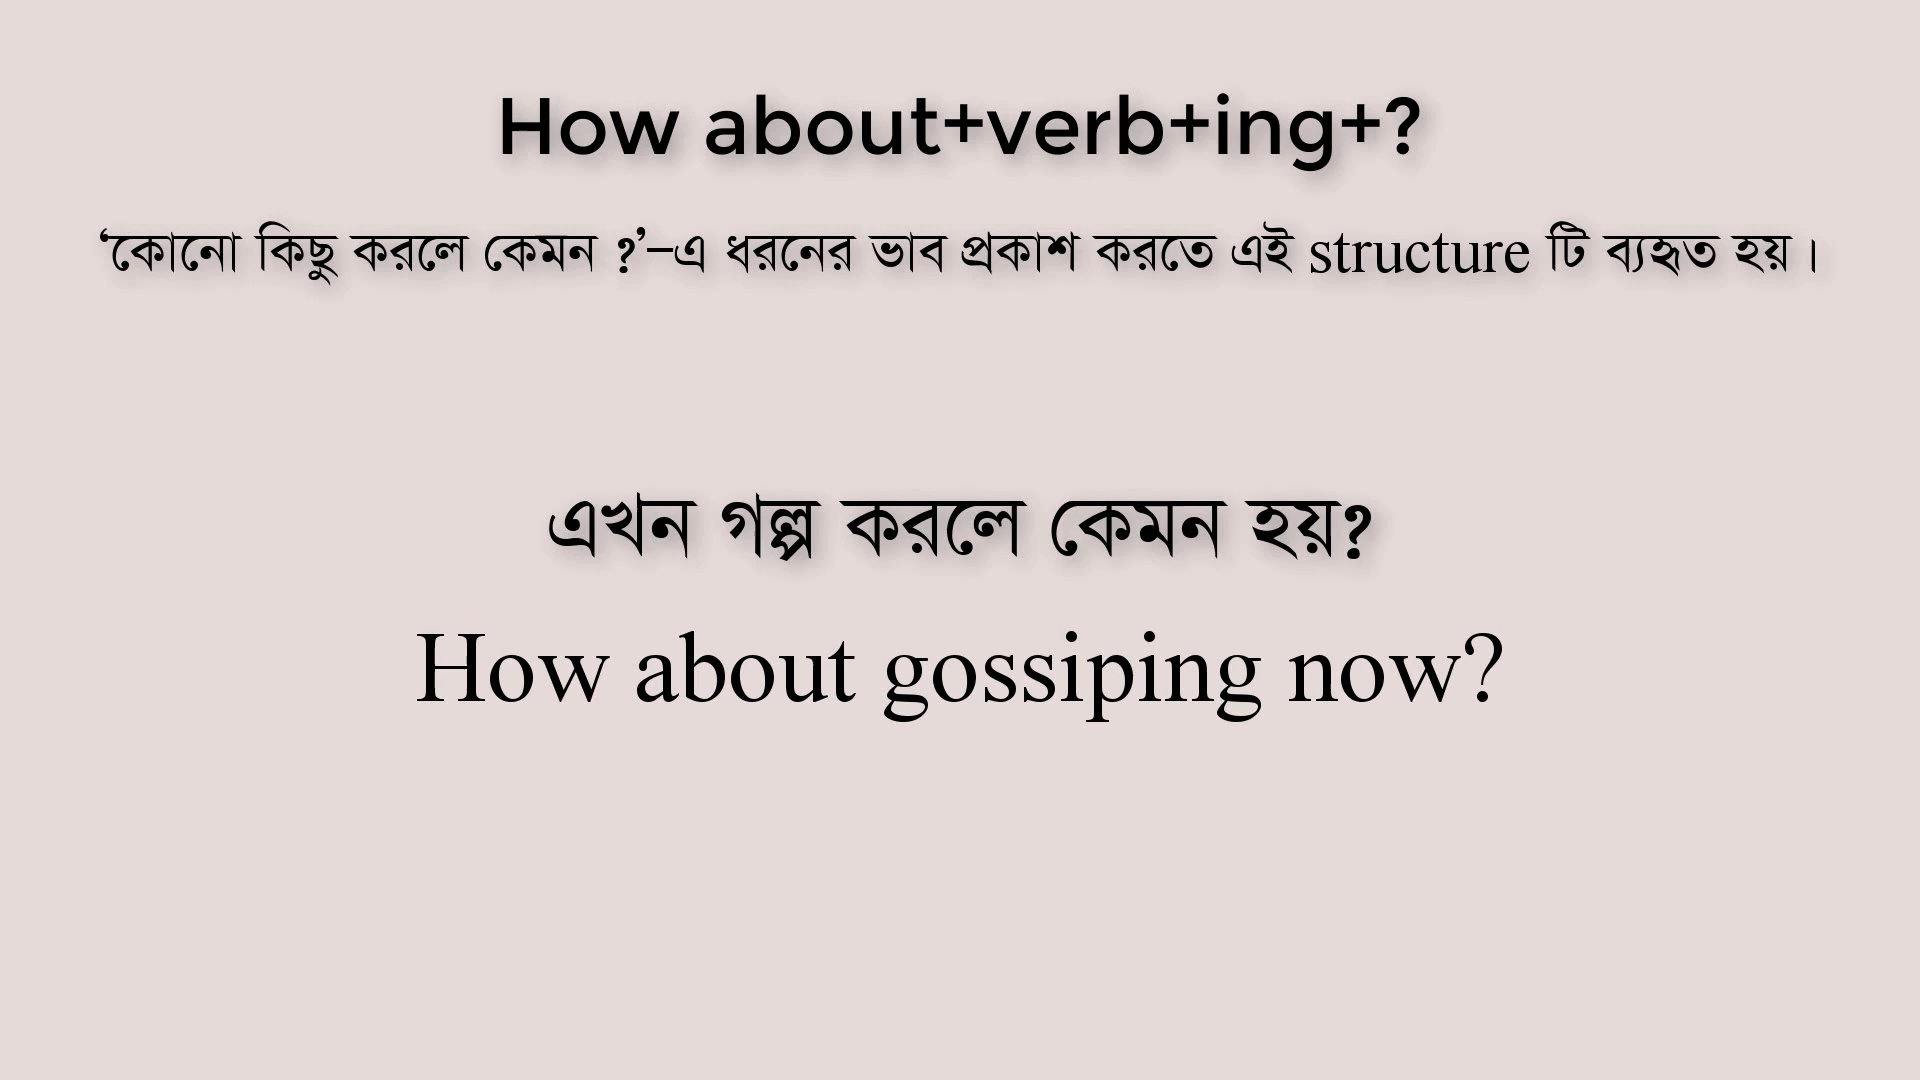 How about+verb+ing+?
‘কোনো কিছু করলে কেমন ?’–এ ধরনের ভাব প্রকাশ করতে এই structure টি ব্যহৃত হয় ।
এখন গল্প করলে কেমন হয়?
How about gossiping now?